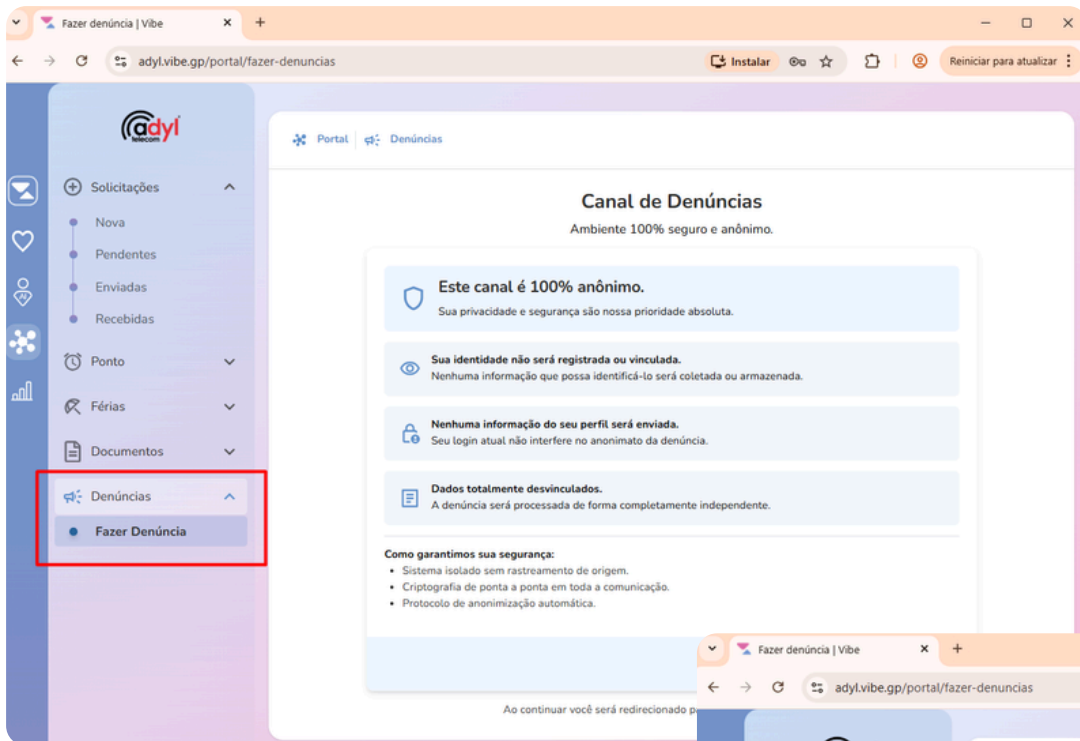 Fazer denúncia | Vibe
adyl.vibe.gp/portal/fazer-denuncias
Instalar
Reiniciar para atualizar
adyl
telecom
Solicitações
Nova
Pendentes
Enviadas
Recebidas
Ponto
Férias
Documentos
Denúncias
Fazer Denúncia
AI
Portal
Denúncias
Canal de Denúncias
Ambiente 100% seguro e anônimo.
Este canal é 100% anônimo.
Sua privacidade e segurança são nossa prioridade absoluta.
Sua identidade não será registrada ou vinculada.
Nenhuma informação que possa identificá-lo será coletada ou armazenada.
Nenhuma informação do seu perfil será enviada.
Seu login atual não interfere no anonimato da denúncia.
Dados totalmente desvinculados.
A denúncia será processada de forma completamente independente.
Como garantimos sua segurança:
• Sistema isolado sem rastreamento de origem.
• Criptografia de ponta a ponta em toda a comunicação.
• Protocolo de anonimização automática.
Ao continuar você será redirecionado
Fazer denúncia | Vibe
adyl.vibe.gp/portal/fazer-denuncias